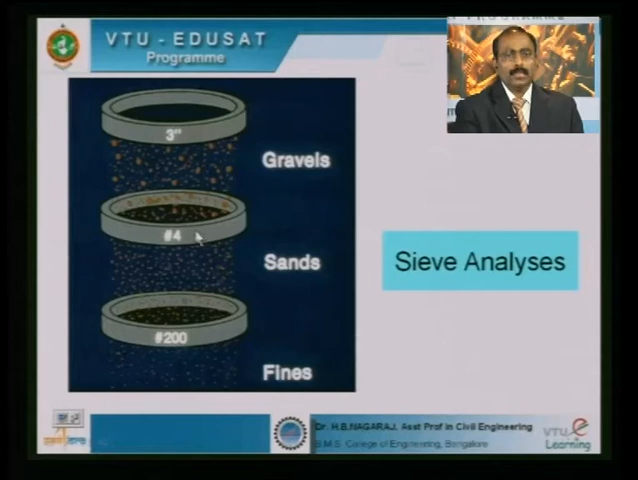 VTU - EDUSAT
Programme
3"
Gravels
#4
Sands
Sieve Analyses
#200
Fines
Dr. H.B.NAGARAJ, Asst Prof in Civil Engineering
B.M.S. College of Engineering, Bangalore
VTU e
Learning